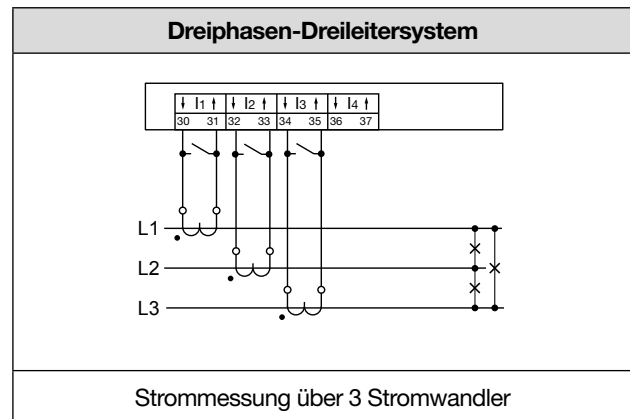 Dreiphasen-Dreileitersystem
↓ I1 ↑ ↓ I2 ↑ ↓ I3 ↑ ↓ I4 ↑
30 31 32 33 34 35 36 37
L1
L2
L3
Strommessung über 3 Stromwandler